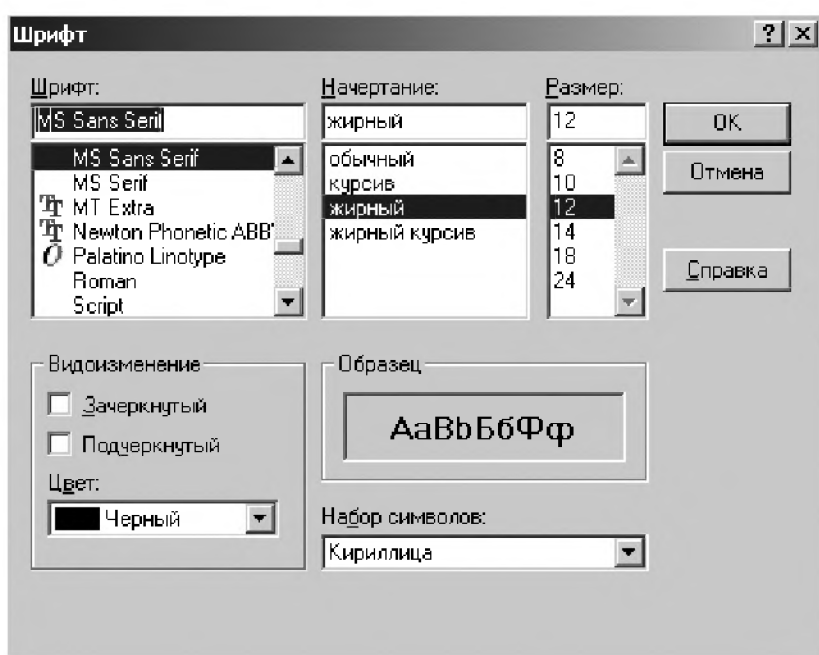 Шрифт
Шрифт:
MS Sans Serif
MS Sans Serif
MS Serif
MT Extra
Newton Phonetic ABB
Palatino Linotype
Roman
Script
Начертание:
жирный
обычный
курсив
жирный
жирный курсив
Размер:
12
8
10
12
14
18
24
OK
Отмена
Справка
Видоизменение
Зачеркнутый
Подчеркнутый
Цвет:
Черный
Образец
AaBbБбФф
Набор символов:
Кириллица